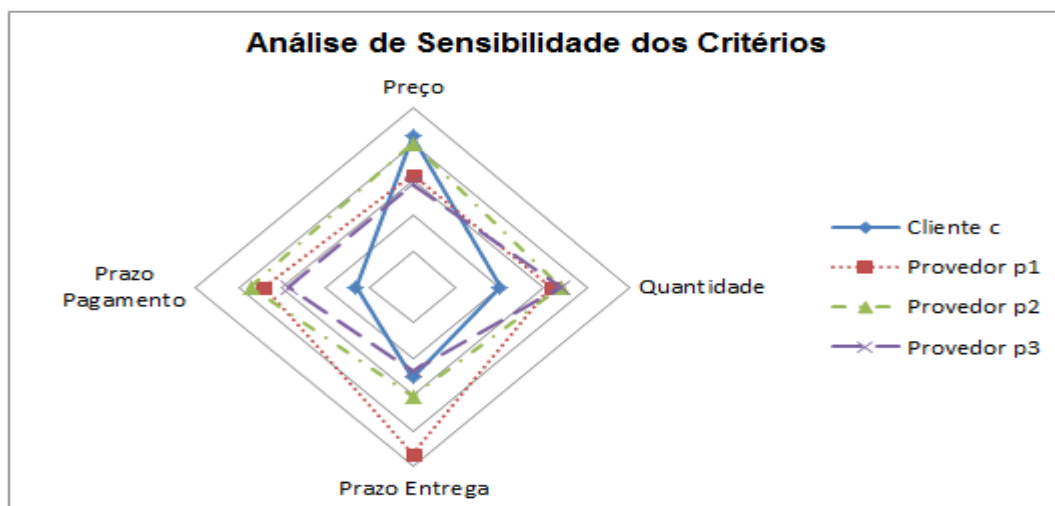 Análise de Sensibilidade dos Critérios
Preço
Prazo
Pagamento
Quantidade
Prazo Entrega
Cliente c
Provedor p1
Provedor p2
Provedor p3